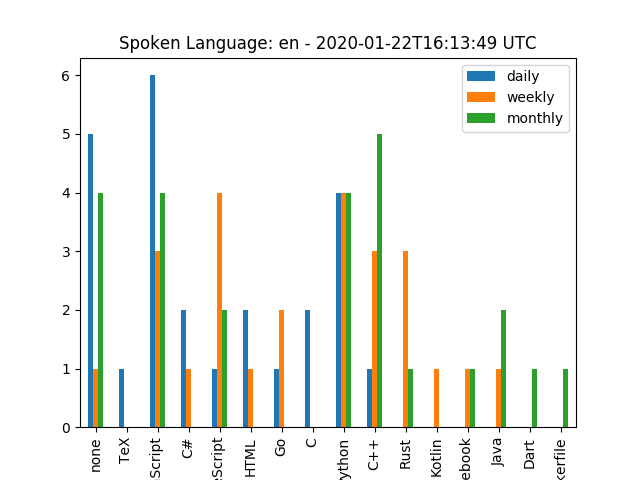 Spoken Language: en - 2020-01-22T16:13:49 UTC
daily
weekly
monthly
6
5
4
3
2
1
0
none
TeX
Script
C#
eScript
HTML
Go
C
ython
C++
Rust
Kotlin
ebook
Java
Dart
kerfile